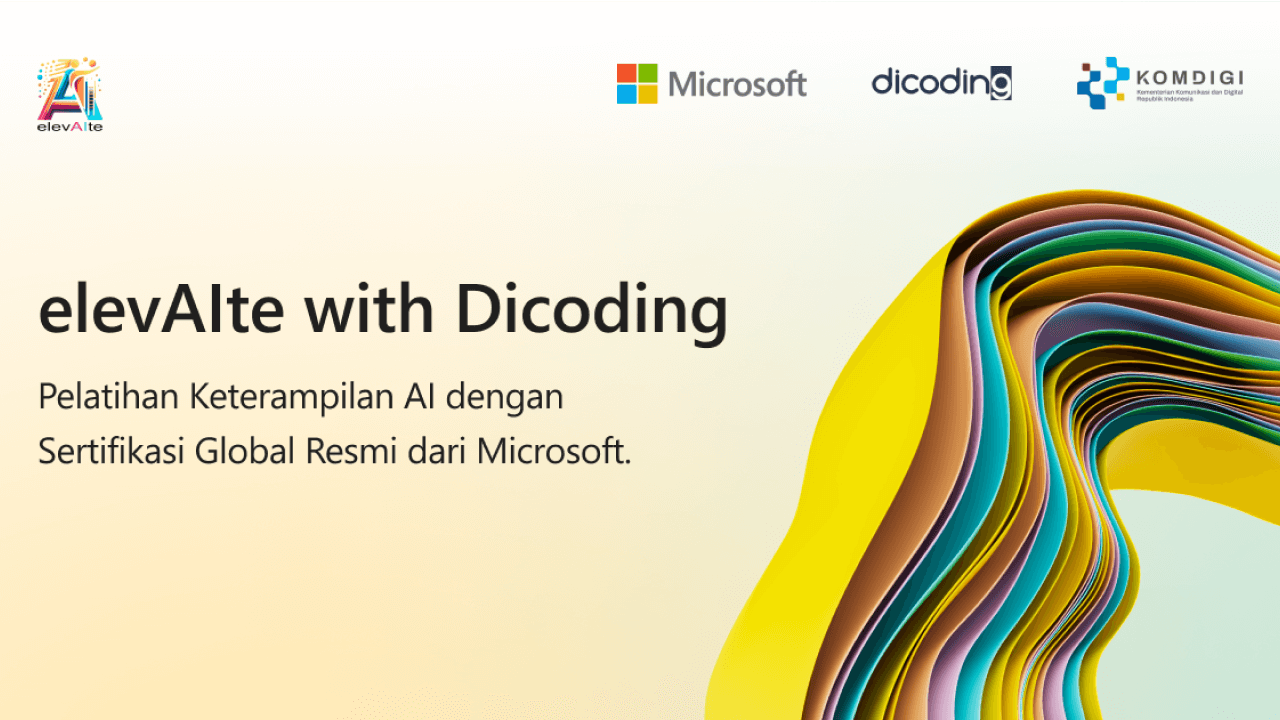 elevAIte
Microsoft
dicoding
KOMDIGI
Kementerian Komunikasi dan Digital
Republik Indonesia
elevAIte with Dicoding
Pelatihan Keterampilan AI dengan
Sertifikasi Global Resmi dari Microsoft.